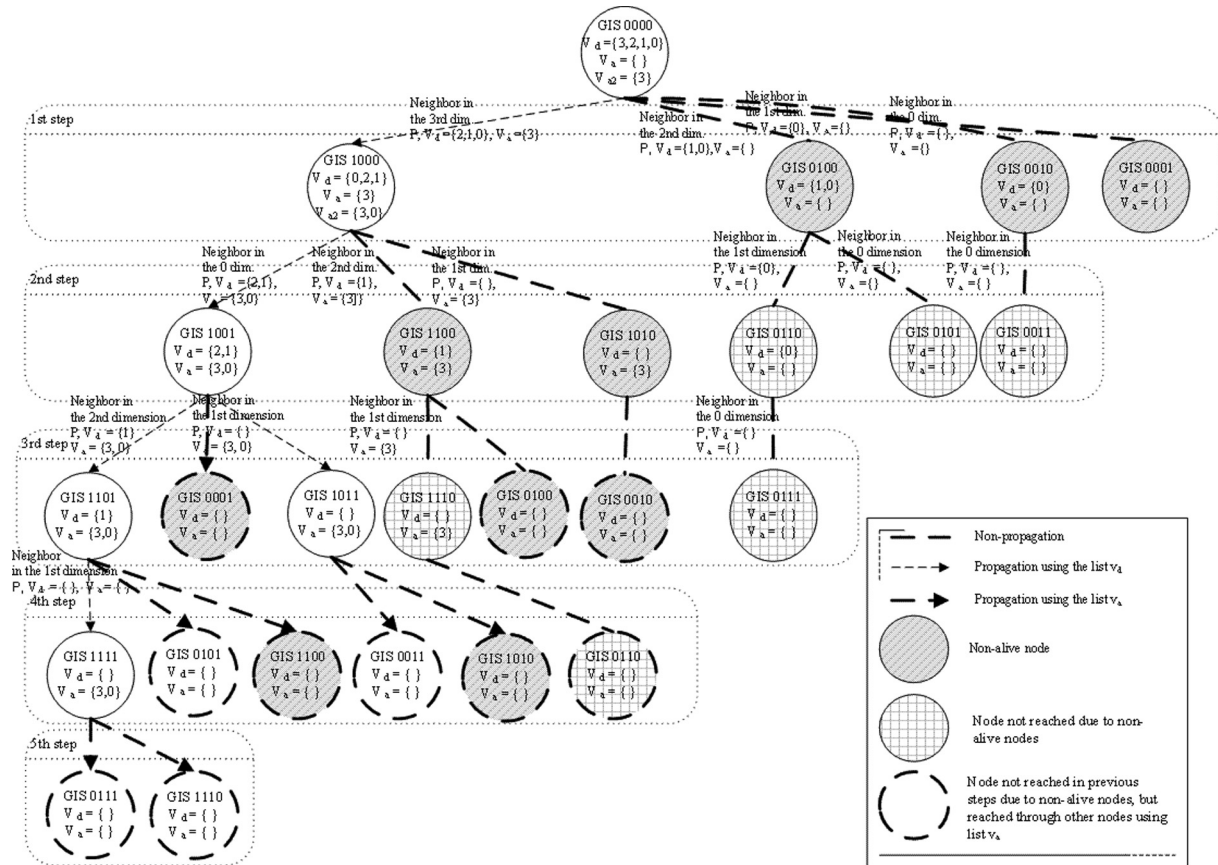 GIS 0000
V d ={3,2,1,0}
V a = { }
V a2 = {3}
Neighbor in
the 3rd dim.
P, V d ={2,1,0}, V a ={3}
Neighbor in
the 2nd dim.
P, V d ={1,0},V a ={ }
Neighbor in
the 1st dim.
P, V d ={0}, V a ={}
Neighbor in
the 0 dim.
P, V d ={ },
V a ={}
1st step
GIS 1000
V d = {0,2,1}
V a = {3}
V a2 = {3,0}
GIS 0100
V d = {1,0}
V a = { }
GIS 0010
V d = {0}
V a = { }
GIS 0001
V d = { }
V a = { }
Neighbor in
the 0 dim.
P, V d ={2,1},
V a ={3,0}
Neighbor in
the 2nd dim.
P, V d ={1},
V a ={3]}
Neighbor in
the 1st dim.
P, V d ={ },
V a ={3}
Neighbor in
the 1st dimension
P, V d ={0},
V a ={ }
Neighbor in
the 0 dimension
P, V d ={ },
V a ={ }
Neighbor in
the 0 dimension
P, V d ={ },
V a ={ }
2nd step
GIS 1001
V d = {2,1}
V a = {3,0}
GIS 1100
V d = {1}
V a = {3}
GIS 1010
V d = { }
V a = {3}
GIS 0110
V d = {0}
V a = { }
GIS 0101
V d = { }
V a = { }
GIS 0011
V d = { }
V a = { }
Neighbor in
the 2nd dimension
P, V d ={1}
V a ={3, 0}
Neighbor in
the 1st dimension
P, V d ={ }
V a ={3, 0}
Neighbor in
the 1st dimension
P, V d ={ }
V a ={3}
Neighbor in
the 0 dimension
P, V d ={ }
V a ={ }
3rd step
GIS 1101
V d = {1}
V a = {3,0}
GIS 0001
V d = { }
V a = { }
GIS 1011
V d = { }
V a = {3,0}
GIS 1110
V d = { }
V a = {3}
GIS 0100
V d = { }
V a = { }
GIS 0010
V d = { }
V a = { }
GIS 0111
V d = { }
V a = { }
Neighbor
in the 1st dimension
P, V d = { }, V a = { }
4th step
GIS 1111
V d = { }
V a = {3,0}
GIS 0101
V d = { }
V a = { }
GIS 1100
V d = { }
V a = { }
GIS 0011
V d = { }
V a = { }
GIS 1010
V d = { }
V a = { }
GIS 0110
V d = { }
V a = { }
5th step
GIS 0111
V d = { }
V a = { }
GIS 1110
V d = { }
V a = { }
Non-propagation
Propagation using the list v d
Propagation using the list v a
Non-alive node
Node not reached due to non-
alive nodes
Node not reached in previous
steps due to non-alive nodes, but
reached through other nodes using
list v a